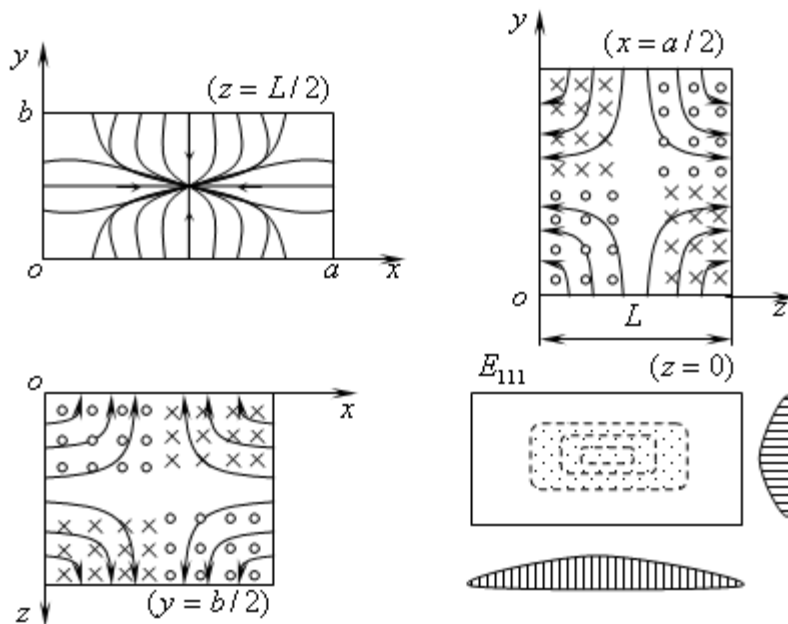 y
(z = L/2)
b
o
a
x
y
(x = a/2)
o
L
z
o
x
(y = b/2)
z
E₁₁₁
(z = 0)